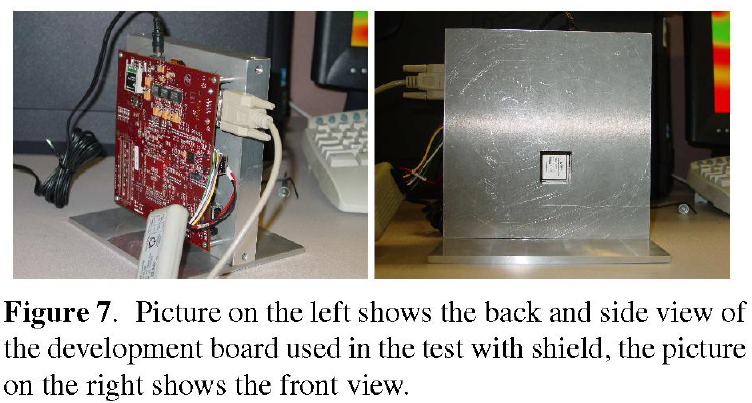 Figure 7. Picture on the left shows the back and side view of
the development board used in the test with shield, the picture
on the right shows the front view.